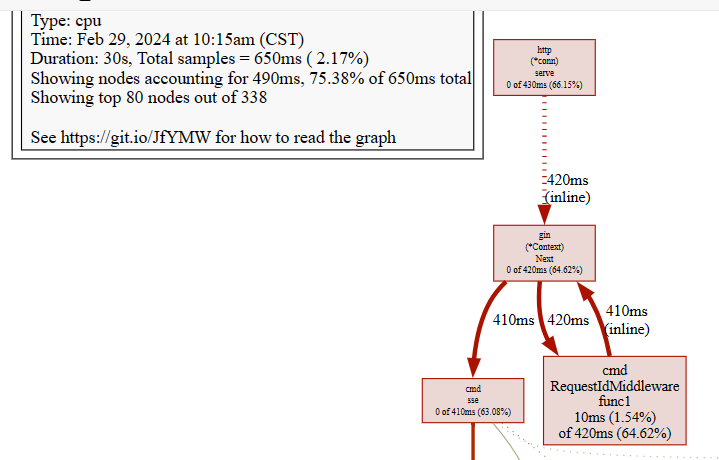 Type: cpu
Time: Feb 29, 2024 at 10:15am (CST)
Duration: 30s, Total samples = 650ms ( 2.17%)
Showing nodes accounting for 490ms, 75.38% of 650ms total
Showing top 80 nodes out of 338
See https://git.io/JfYMW for how to read the graph
http
(*conn)
serve
0 of 430ms (66.15%)
420ms
(inline)
gin
(*Context)
Next
0 of 420ms (64.62%)
410ms
420ms
410ms
(inline)
cmd
sse
0 of 410ms (63.08%)
cmd
RequestIdMiddleware
func1
10ms (1.54%)
of 420ms (64.62%)